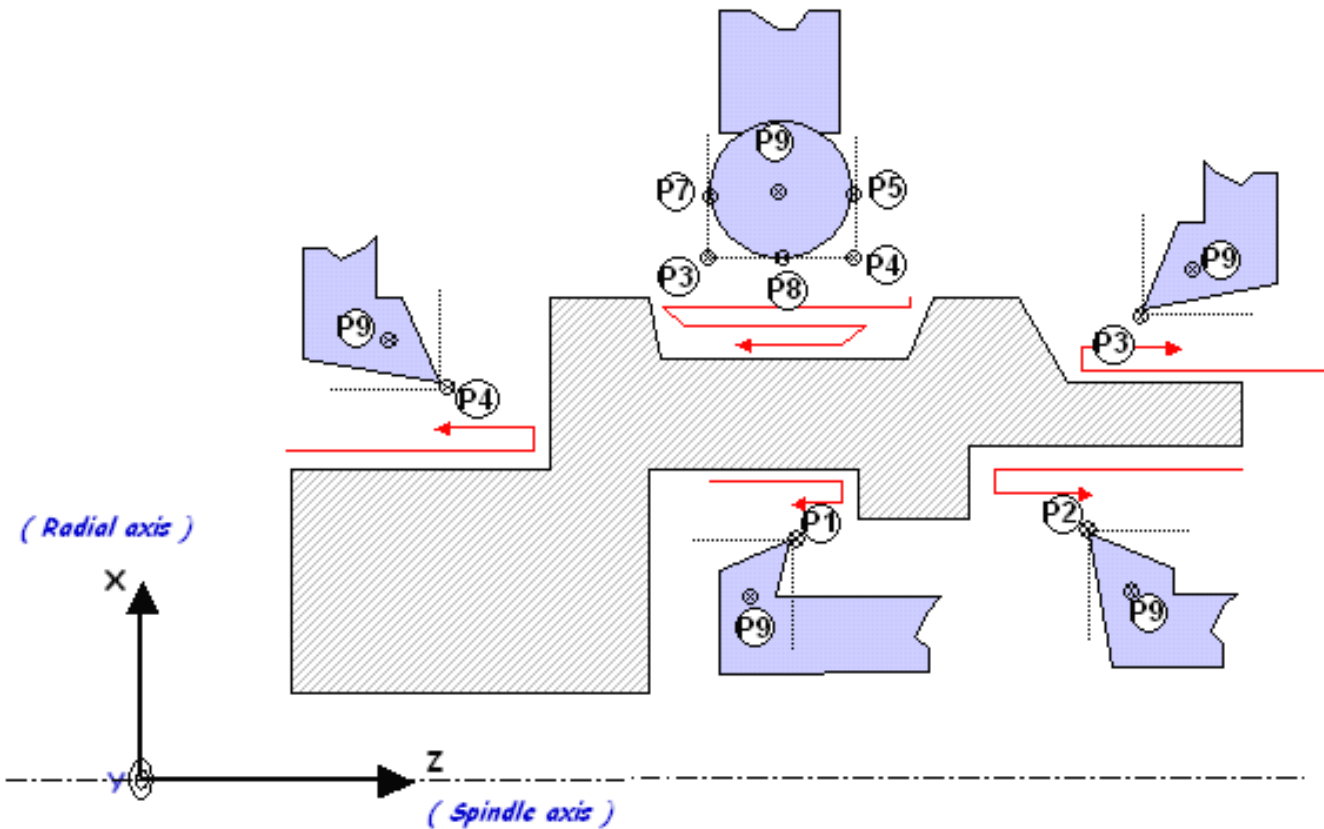 P9
P7
P5
P3
P4
P8
P9
P9
P3
P4
P1
P2
( Radial axis )
X
P9
P9
Z
Y
( Spindle axis )